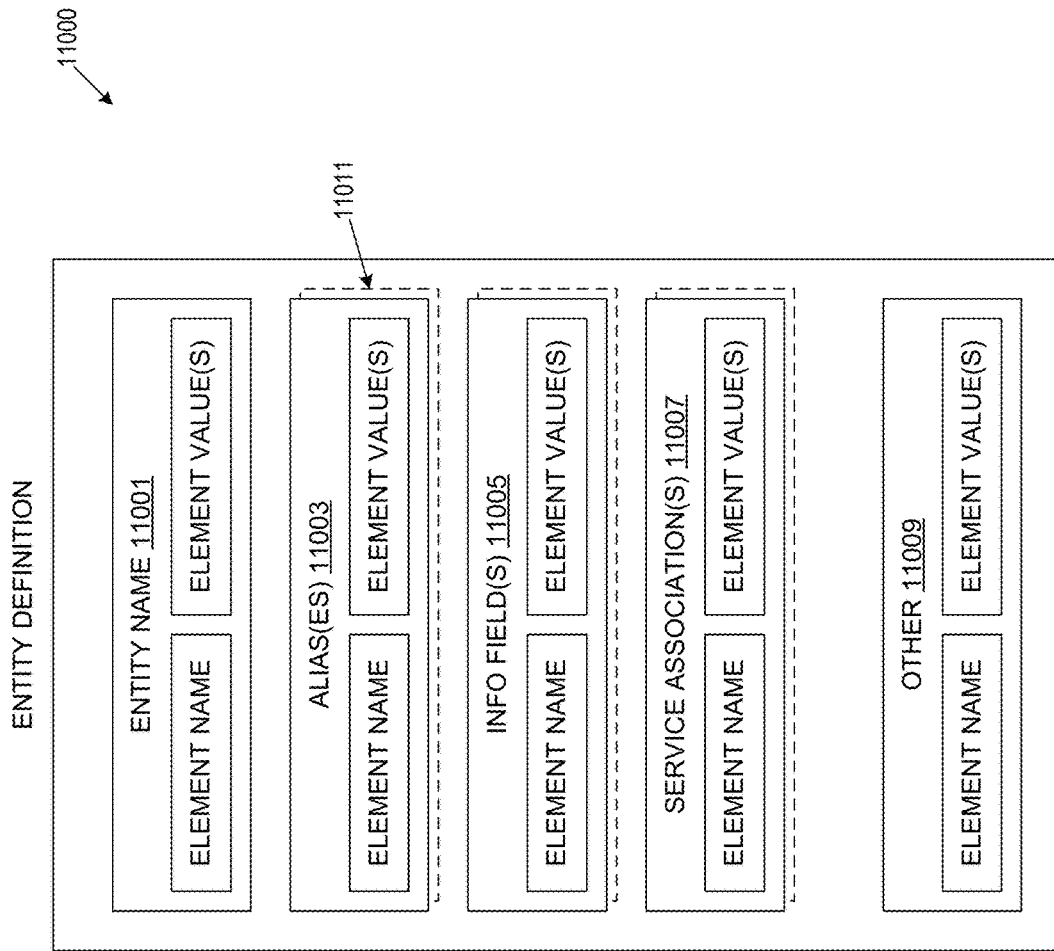 ENTITY DEFINITION
11000
ENTITY NAME 11001
ELEMENT NAME
ELEMENT VALUE(S)
11011
ALIAS(ES) 11003
ELEMENT NAME
ELEMENT VALUE(S)
INFO FIELD(S) 11005
ELEMENT NAME
ELEMENT VALUE(S)
SERVICE ASSOCIATION(S) 11007
ELEMENT NAME
ELEMENT VALUE(S)
OTHER 11009
ELEMENT NAME
ELEMENT VALUE(S)